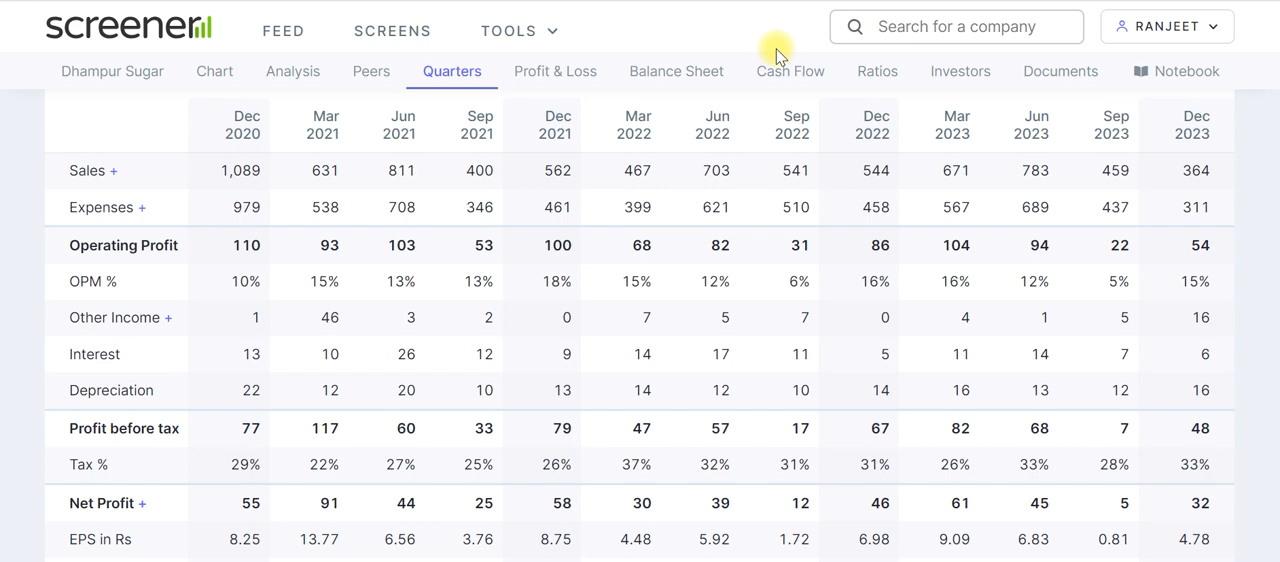 screener
FEED SCREENS TOOLS
Search for a company
RANJEET
Dhampur Sugar Chart Analysis Peers Quarters Profit & Loss Balance Sheet Cash Flow Ratios Investors Documents Notebook
Dec 2020 Mar 2021 Jun 2021 Sep 2021 Dec 2021 Mar 2022 Jun 2022 Sep 2022 Dec 2022 Mar 2023 Jun 2023 Sep 2023 Dec 2023
Sales + 1,089 631 811 400 562 467 703 541 544 671 783 459 364
Expenses + 979 538 708 346 461 399 621 510 458 567 689 437 311
Operating Profit 110 93 103 53 100 68 82 31 86 104 94 22 54
OPM % 10% 15% 13% 13% 18% 15% 12% 6% 16% 16% 12% 5% 15%
Other Income + 1 46 3 2 0 7 5 7 0 4 1 5 16
Interest 13 10 26 12 9 14 17 11 5 11 14 7 6
Depreciation 22 12 20 10 13 14 12 10 14 16 13 12 16
Profit before tax 77 117 60 33 79 47 57 17 67 82 68 7 48
Tax % 29% 22% 27% 25% 26% 37% 32% 31% 31% 26% 33% 28% 33%
Net Profit + 55 91 44 25 58 30 39 12 46 61 45 5 32
EPS in Rs 8.25 13.77 6.56 3.76 8.75 4.48 5.92 1.72 6.98 9.09 6.83 0.81 4.78